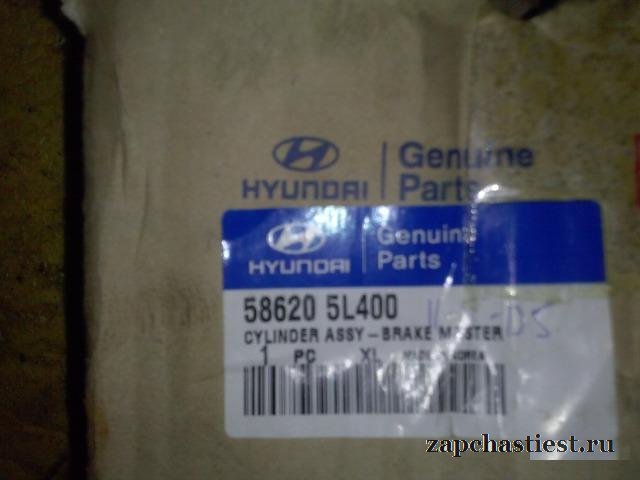 HYUNDAI
Genuine
Parts
HYUNDAI
Genuine
Parts
58620 5L400
CYLINDER ASSY-BRAKE MASTER
1 PC XL MADE IN KOREA
zapchastiest.ru